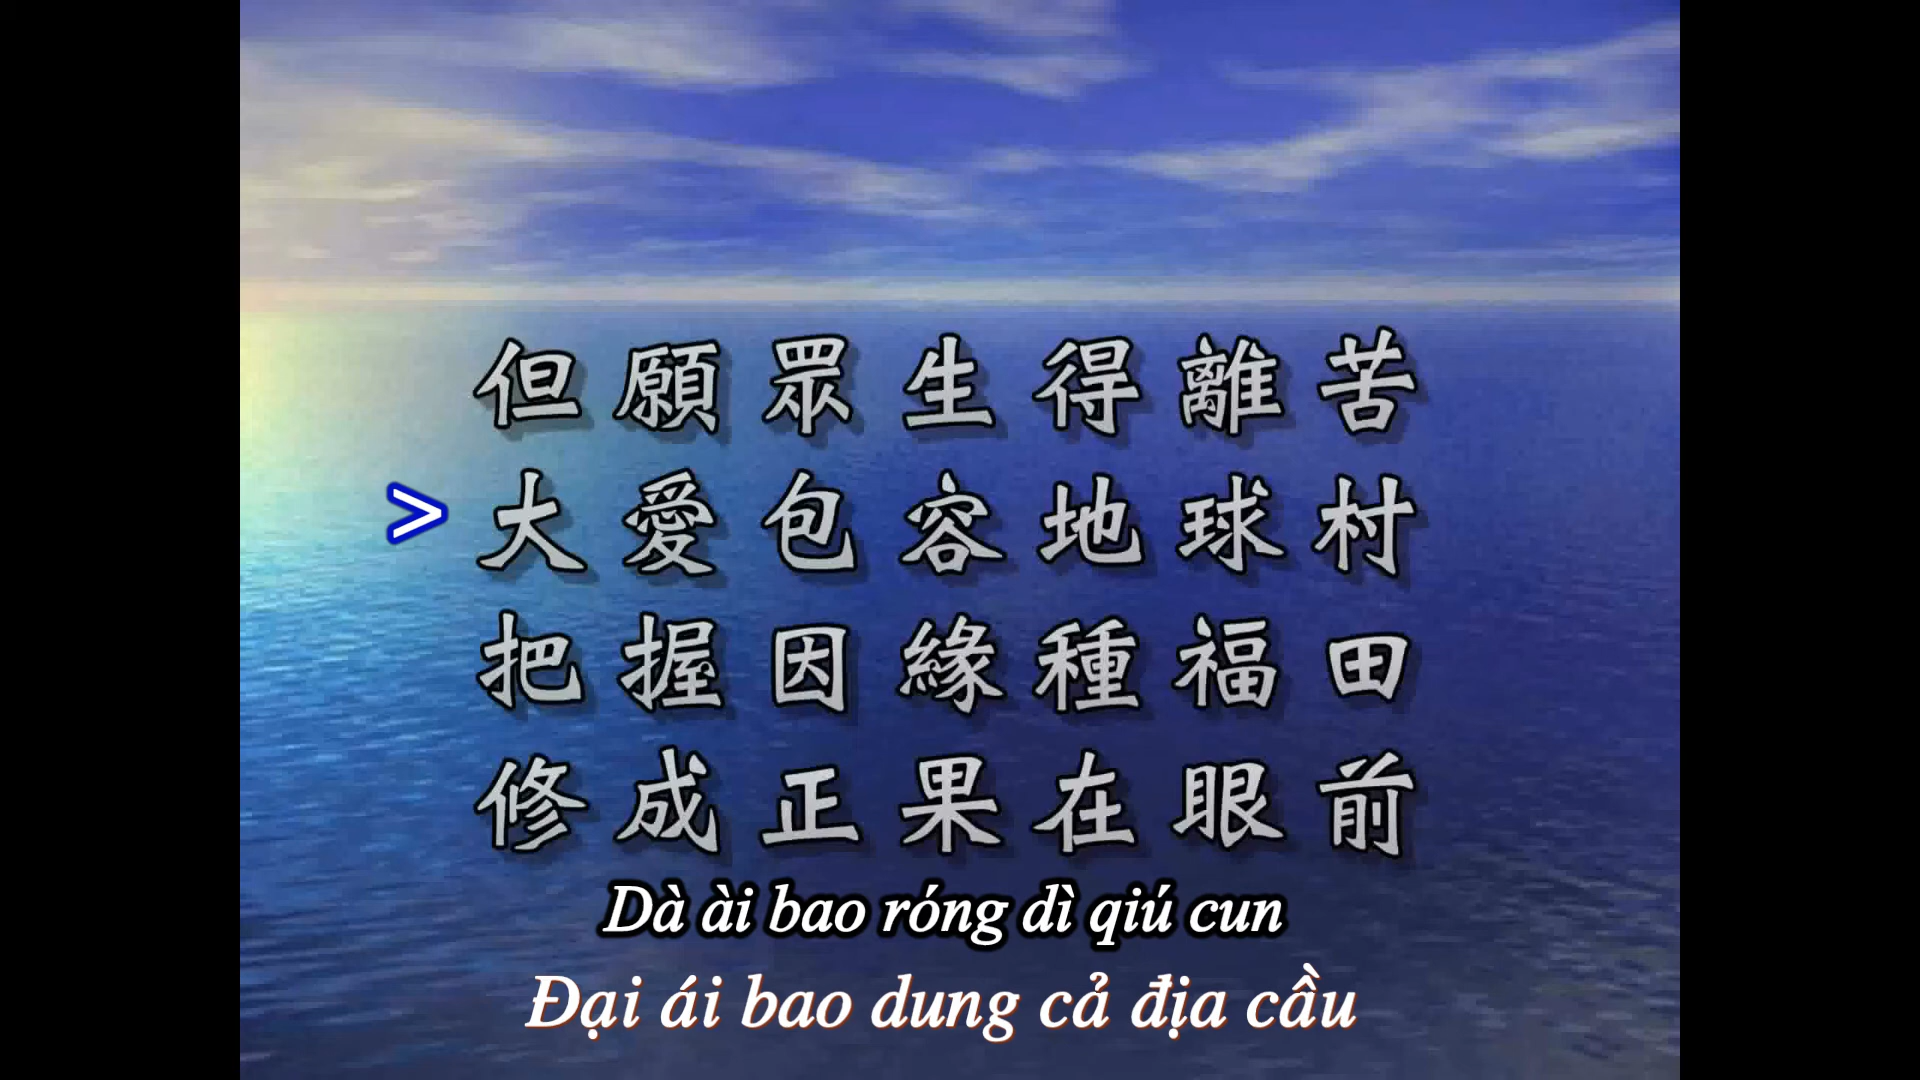 但願眾生得離苦
> 大愛包容地球村
把握因緣種福田
修成正果在眼前
Dà ài bao róng dì qiú cun
Đại ái bao dung cả địa cầu